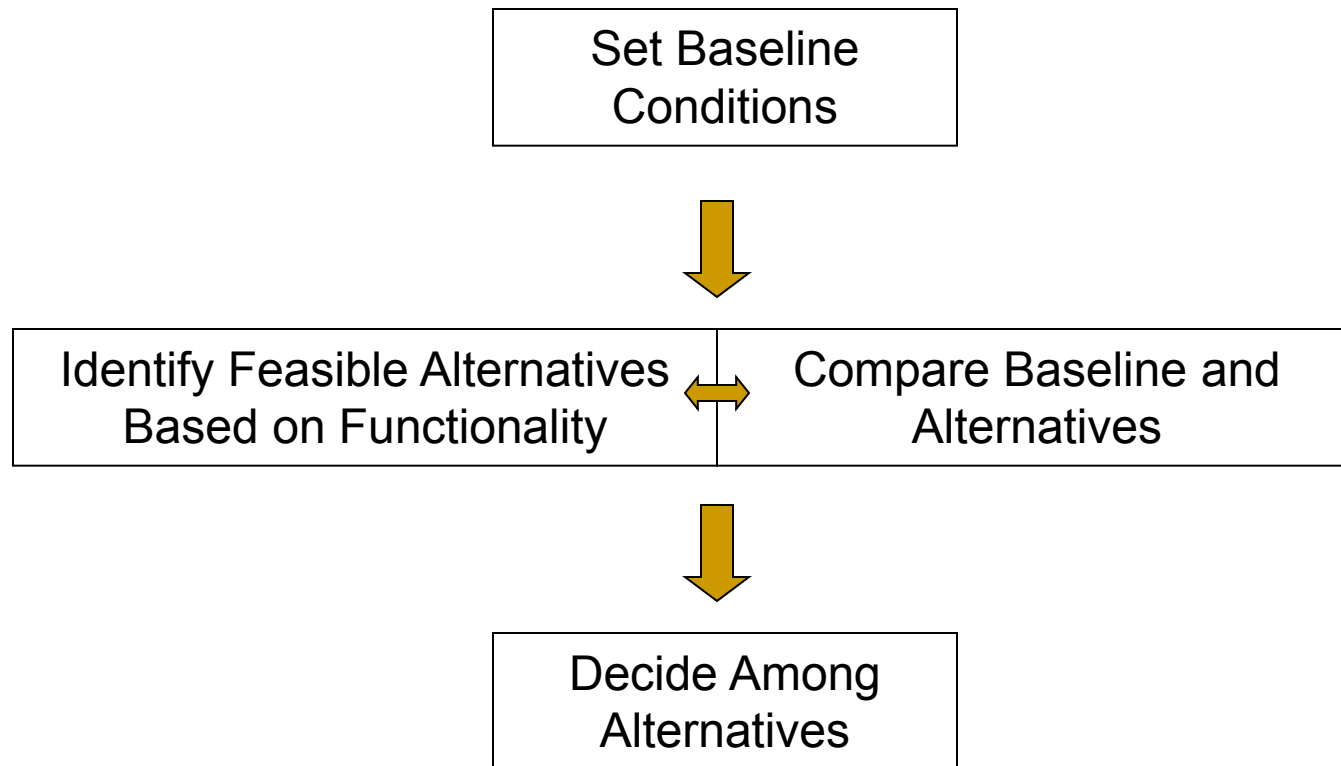 Set Baseline
Conditions
Identify Feasible Alternatives
Based on Functionality
Compare Baseline and
Alternatives
Decide Among
Alternatives